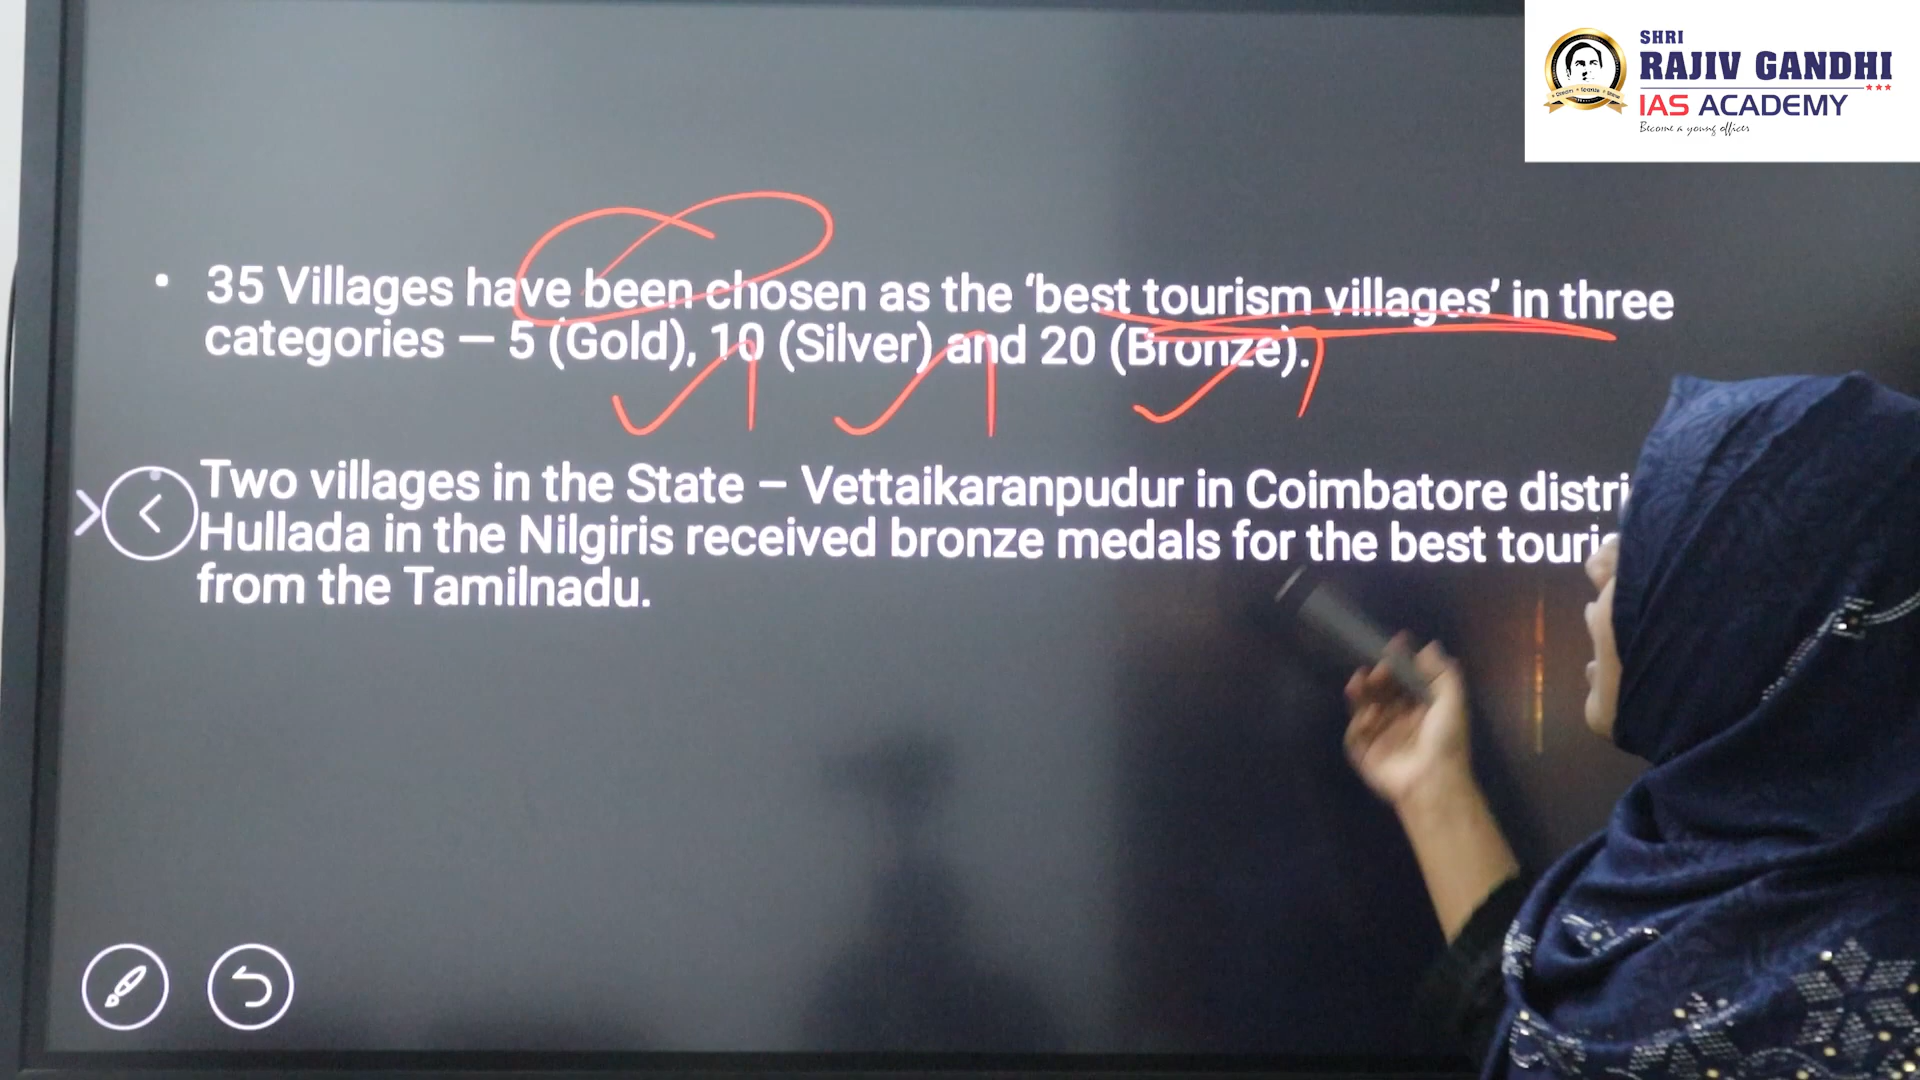 SHRI
RAJIV GANDHI
IAS ACADEMY
Become a young officer
• 35 Villages have been chosen as the ‘best tourism villages’ in three
categories — 5 (Gold), 10 (Silver) and 20 (Bronze).
Two villages in the State – Vettaikaranpudur in Coimbatore distri
Hullada in the Nilgiris received bronze medals for the best touris
from the Tamilnadu.